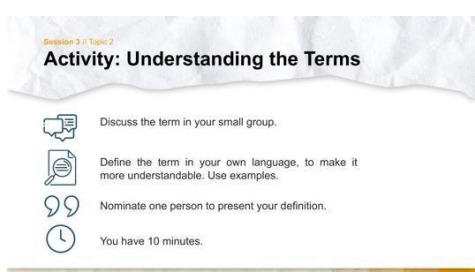 Session 3 // Topic 2
Activity: Understanding the Terms
Discuss the term in your small group.
Define the term in your own language, to make it
more understandable. Use examples.
Nominate one person to present your definition.
You have 10 minutes.